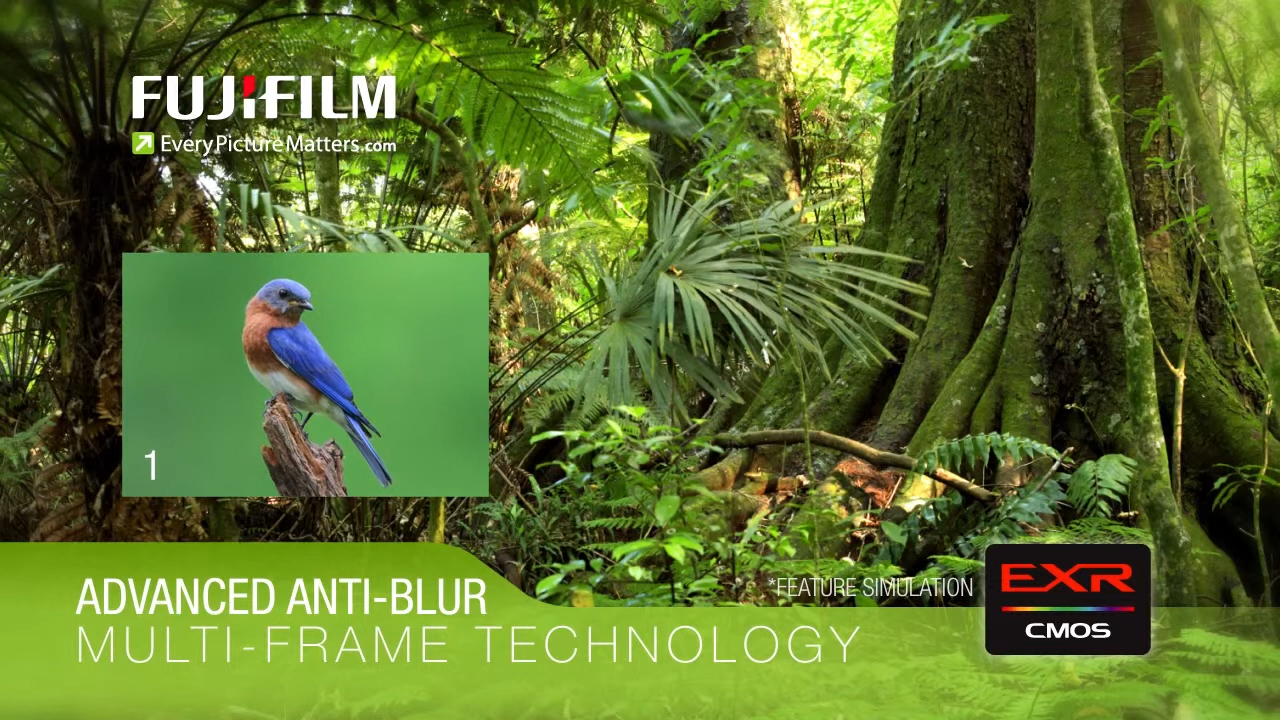 FUJIFILM
EveryPictureMatters.com
1
ADVANCED ANTI-BLUR
MULTI-FRAME TECHNOLOGY
*FEATURE SIMULATION
EXR
CMOS